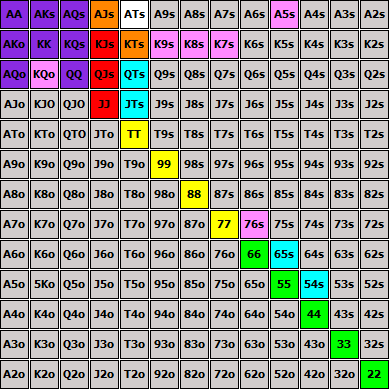 AA AKs AQs AJs ATs A9s A8s A7s A6s A5s A4s A3s A2s
AKo KK KQs KJs KTs K9s K8s K7s K6s K5s K4s K3s K2s
AQo KQo QQ QJs QTs Q9s Q8s Q7s Q6s Q5s Q4s Q3s Q2s
AJo KJO QJO JJ JTs J9s J8s J7s J6s J5s J4s J3s J2s
ATo KTo QTO JTo TT T9s T8s T7s T6s T5s T4s T3s T2s
A9o K9o Q9o J9o T9o 99 98s 97s 96s 95s 94s 93s 92s
A8o K8o Q8o J8o T8o 98o 88 87s 86s 85s 84s 83s 82s
A7o K7o Q7o J7o T7o 97o 87o 77 76s 75s 74s 73s 72s
A6o K6o Q6o J6o T6o 96o 86o 76o 66 65s 64s 63s 62s
A5o 5Ko Q5o J5o T5o 95o 85o 75o 65o 55 54s 53s 52s
A4o K4o Q4o J4o T4o 94o 84o 74o 64o 54o 44 43s 42s
A3o K3o Q3o J3o T3o 93o 83o 73o 63o 53o 43o 33 32s
A2o K2o Q2o J2o T2o 92o 82o 72o 62o 52o 42o 32o 22